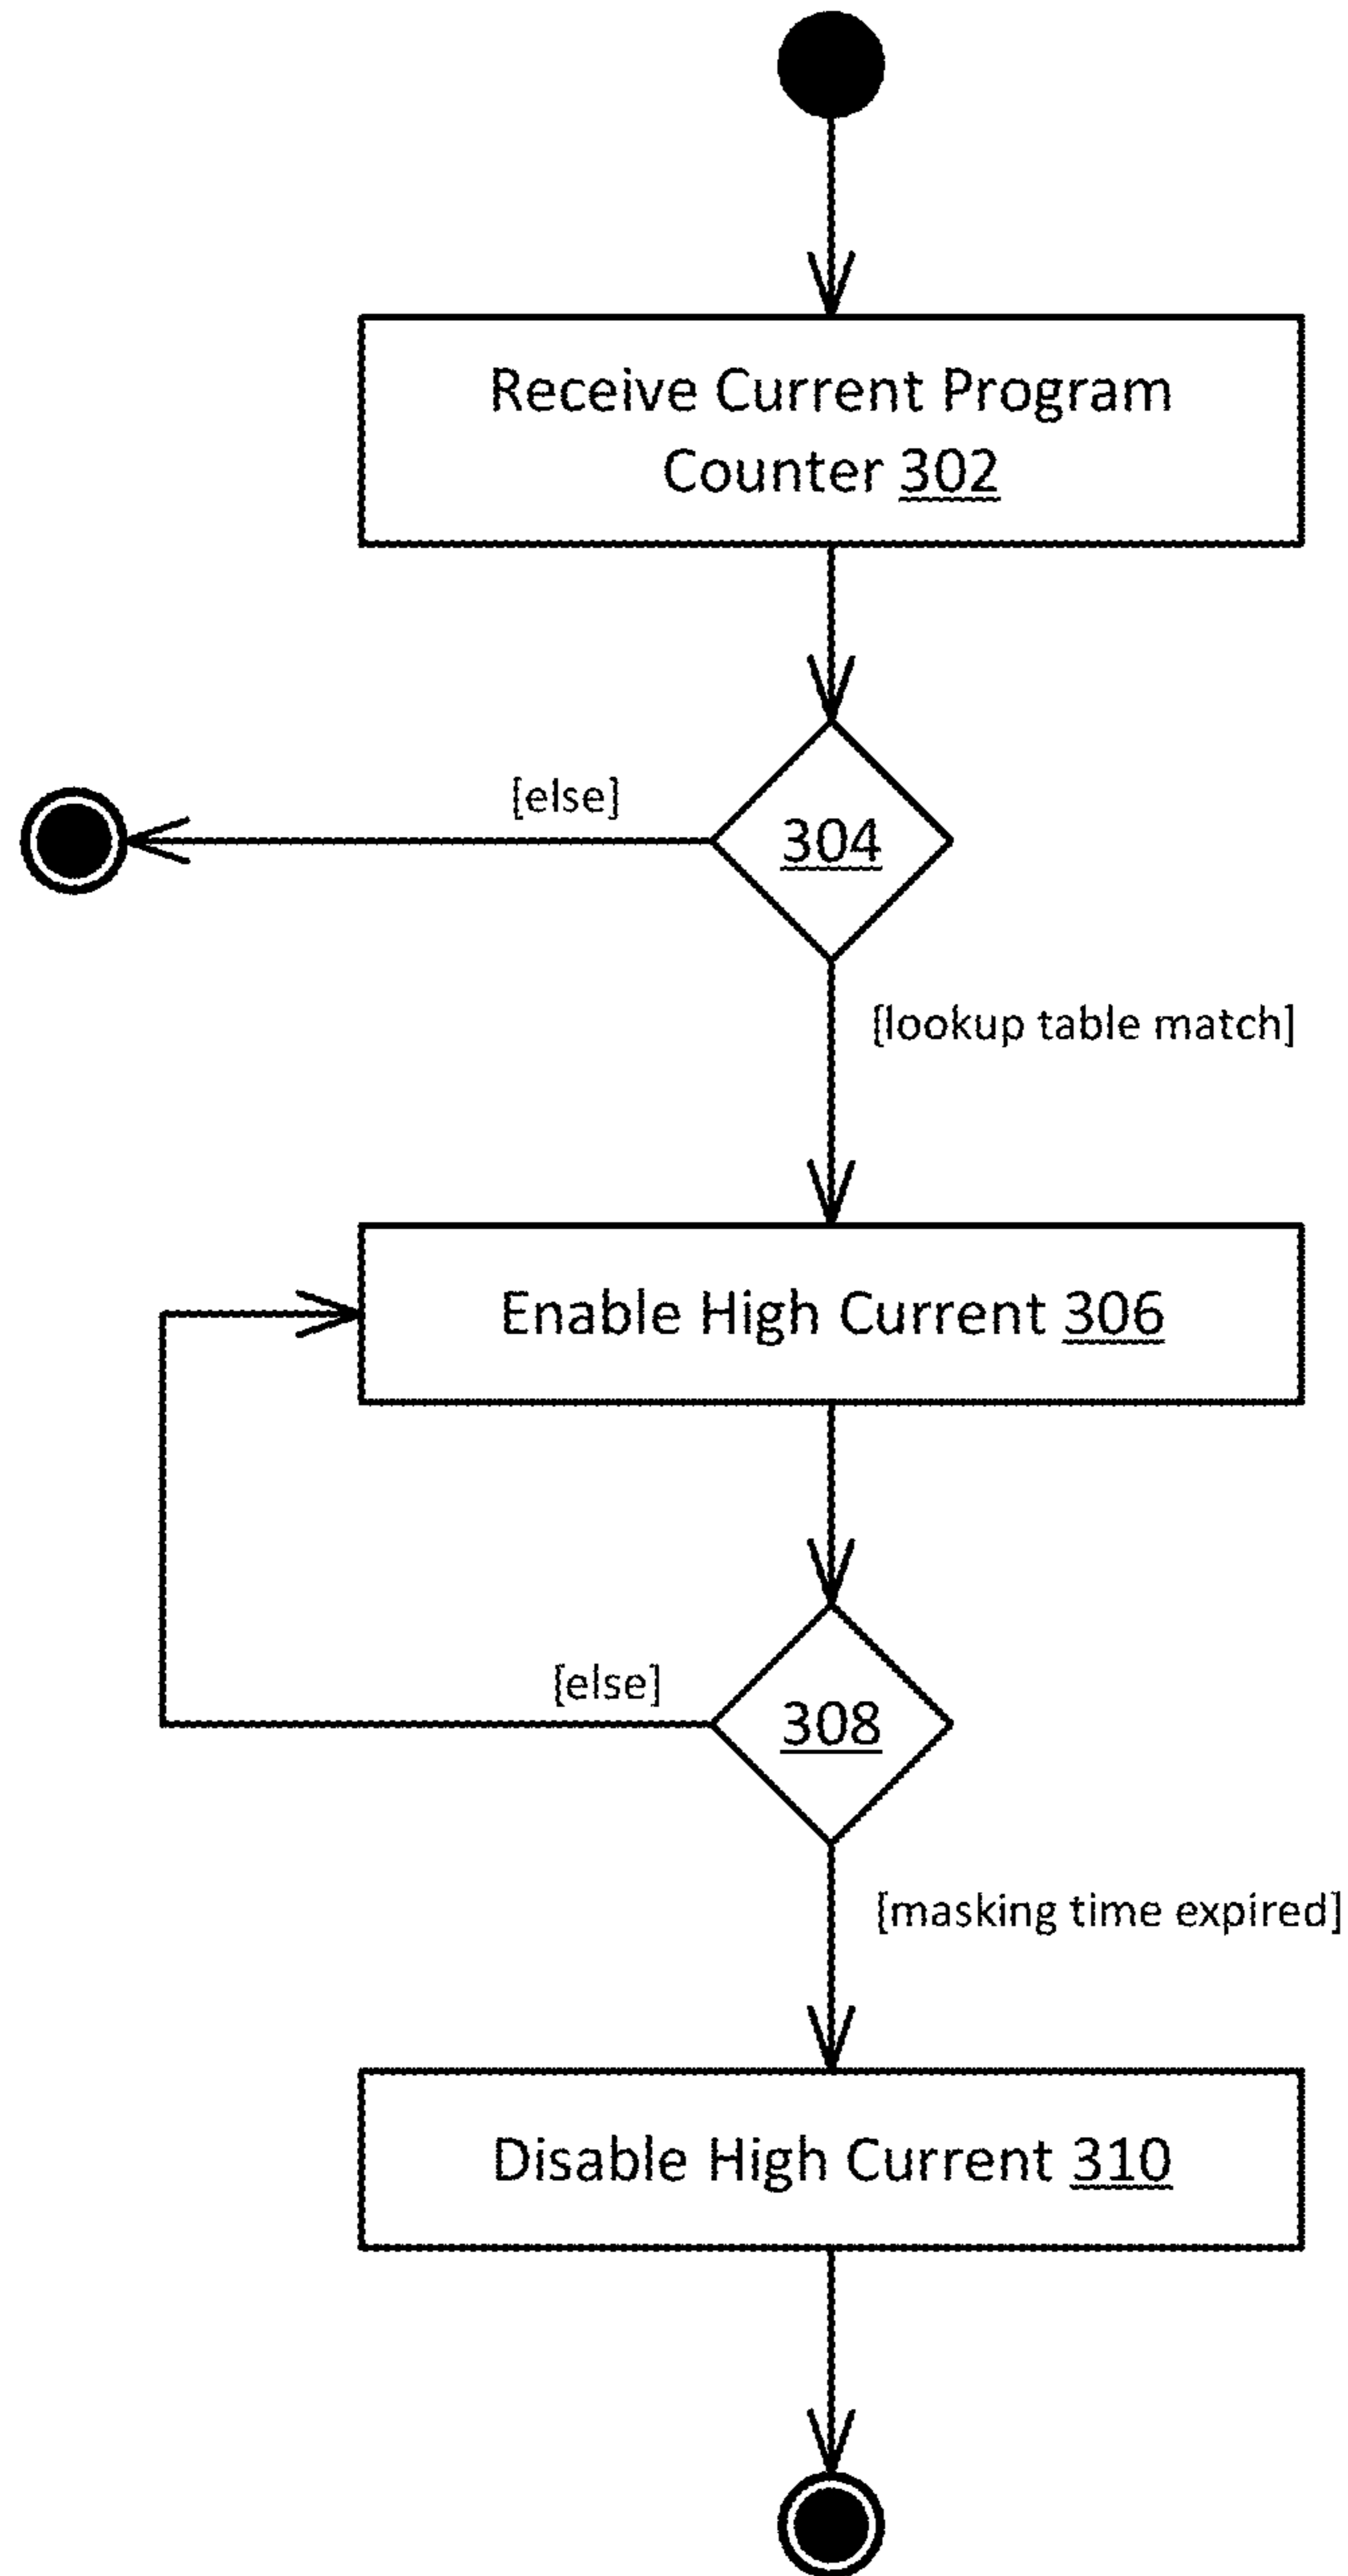 Receive Current Program
Counter 302
[else]
304
[lookup table match]
Enable High Current 306
[else]
308
[masking time expired]
Disable High Current 310